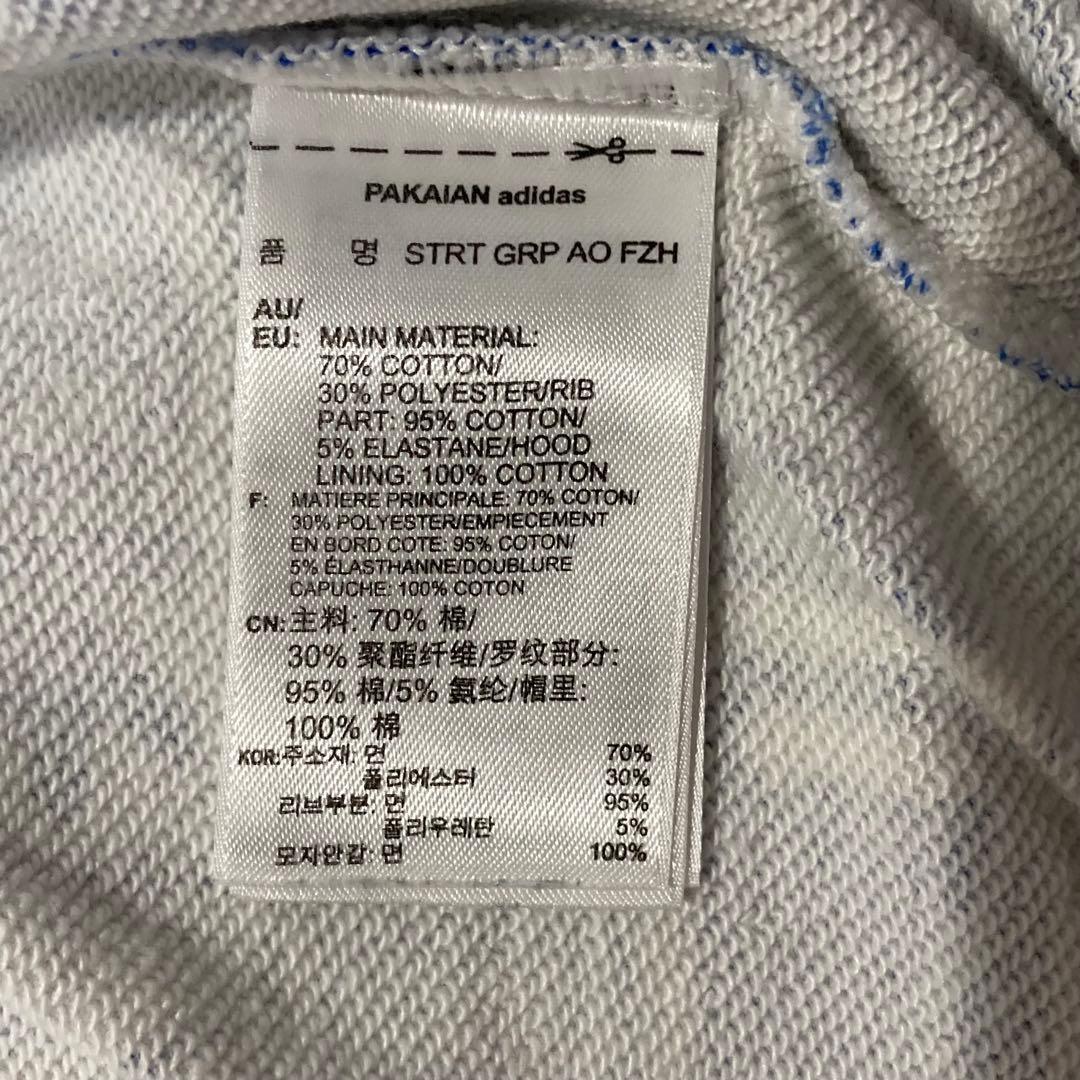 PAKAIAN adidas
품 명 STRT GRP AO FZH
AU/
EU: MAIN MATERIAL:
70% COTTON/
30% POLYESTER/RIB
PART: 95% COTTON/
5% ELASTANE/HOOD
LINING: 100% COTTON
F: MATIERE PRINCIPALE: 70% COTON/
30% POLYESTER/EMPIECEMENT
EN BORD COTE: 95% COTON/
5% ÉLASTHANNE/DOUBLURE
CAPUCHE: 100% COTON
CN: 主料: 70% 棉/
30% 聚酯纤维/罗纹部分:
95% 棉/5% 氨纶/帽里:
100% 棉
KOR: 주소재: 면 70%
폴리에스터 30%
리브부분: 면 95%
폴리우레탄 5%
모자안감: 면 100%